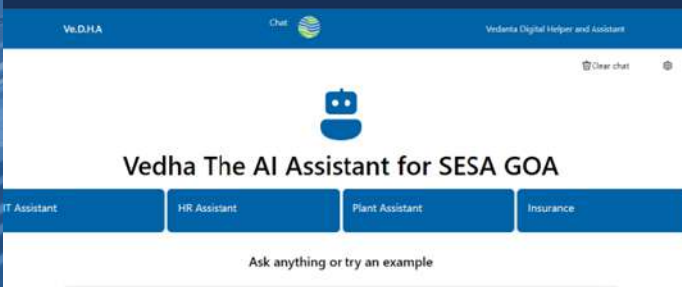 Ve.D.H.A
Chat
Vedanta Digital Helper and Assistant
Clear chat
Vedha The AI Assistant for SESA GOA
IT Assistant
HR Assistant
Plant Assistant
Insurance
Ask anything or try an example